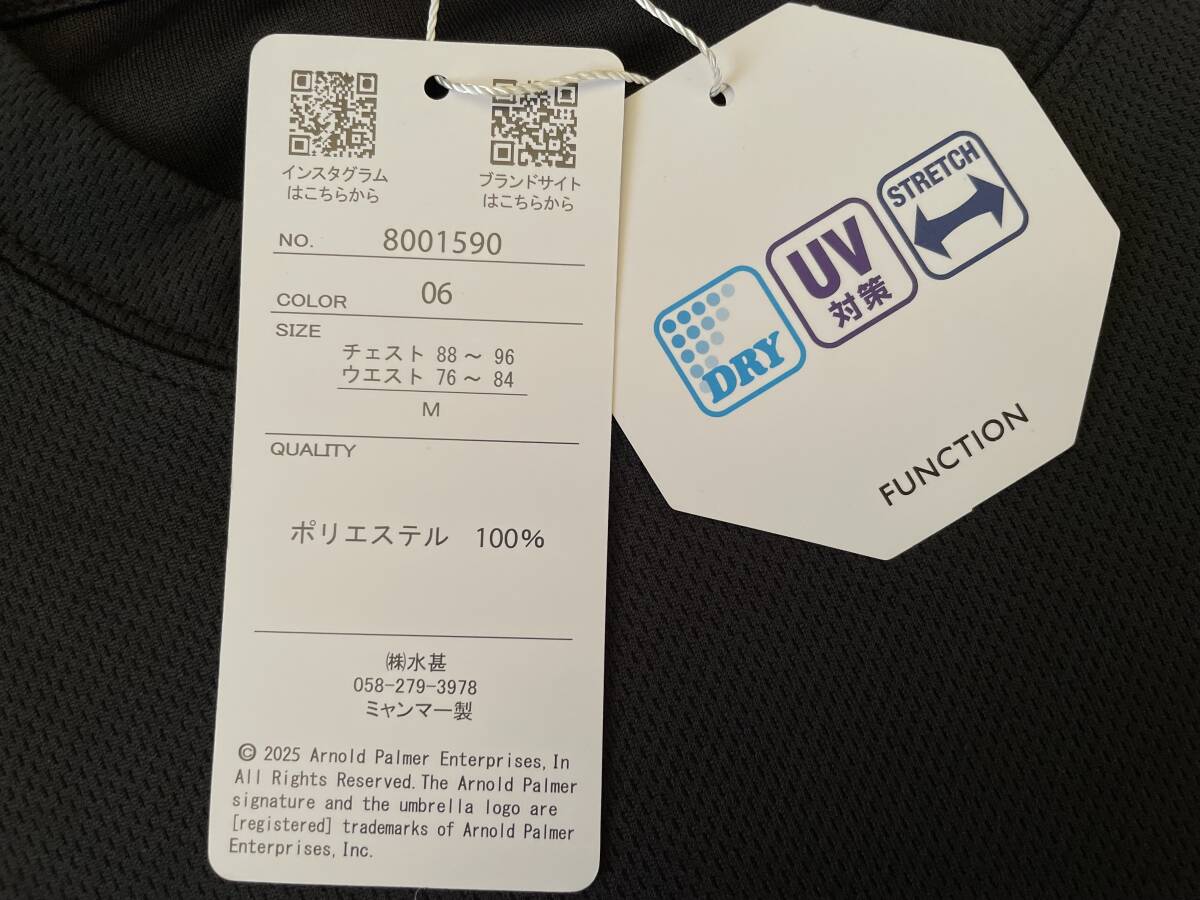 インスタグラム
はこちらから
ブランドサイト
はこちらから
NO. 8001590
COLOR 06
SIZE
チェスト 88～ 96
ウエスト 76～ 84
M
QUALITY
ポリエステル 100%
㈱水甚
058-279-3978
ミャンマー製
© 2025 Arnold Palmer Enterprises,In
All Rights Reserved.The Arnold Palmer
signature and the umbrella logo are
[registered] trademarks of Arnold Palmer
Enterprises,Inc.
DRY
UV
対策
STRETCH
FUNCTION